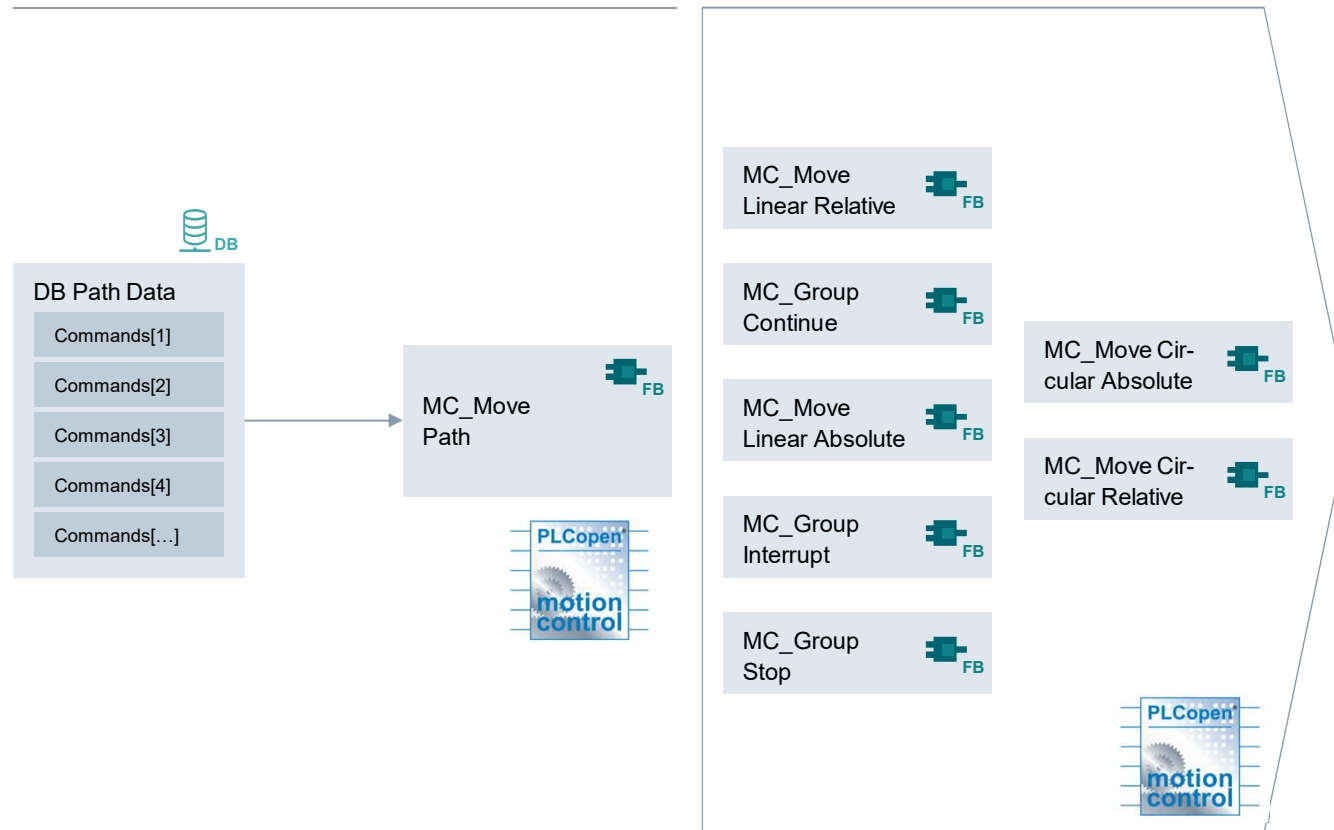 DB
DB Path Data
Commands[1]
Commands[2]
Commands[3]
Commands[4]
Commands[…]
MC_Move
Path
FB
PLCopen®
motion
control
MC_Move
Linear Relative
FB
MC_Group
Continue
FB
MC_Move
Linear Absolute
FB
MC_Group
Interrupt
FB
MC_Group
Stop
FB
MC_Move Cir-
cular Absolute
FB
MC_Move Cir-
cular Relative
FB
PLCopen®
motion
control